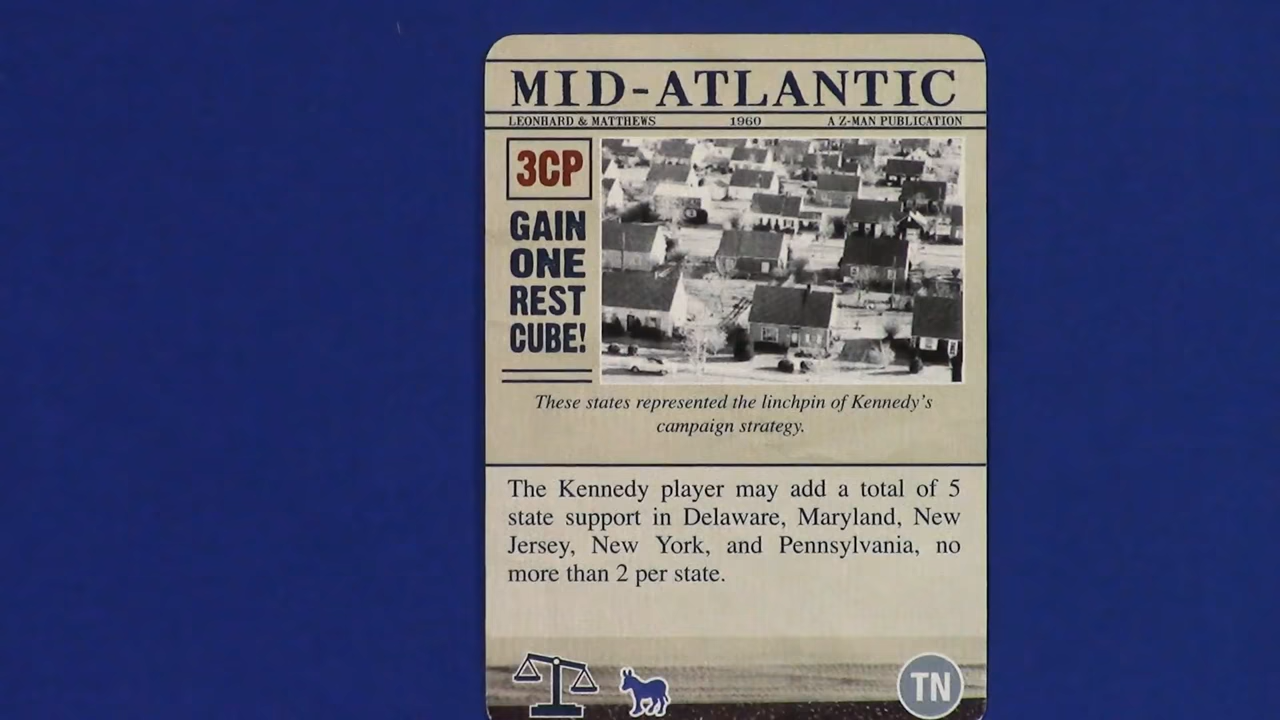 MID-ATLANTIC
LEONHARD & MATTHEWS 1960 A Z-MAN PUBLICATION
3CP
GAIN
ONE
REST
CUBE!
These states represented the linchpin of Kennedy's
campaign strategy.
The Kennedy player may add a total of 5
state support in Delaware, Maryland, New
Jersey, New York, and Pennsylvania, no
more than 2 per state.
TN